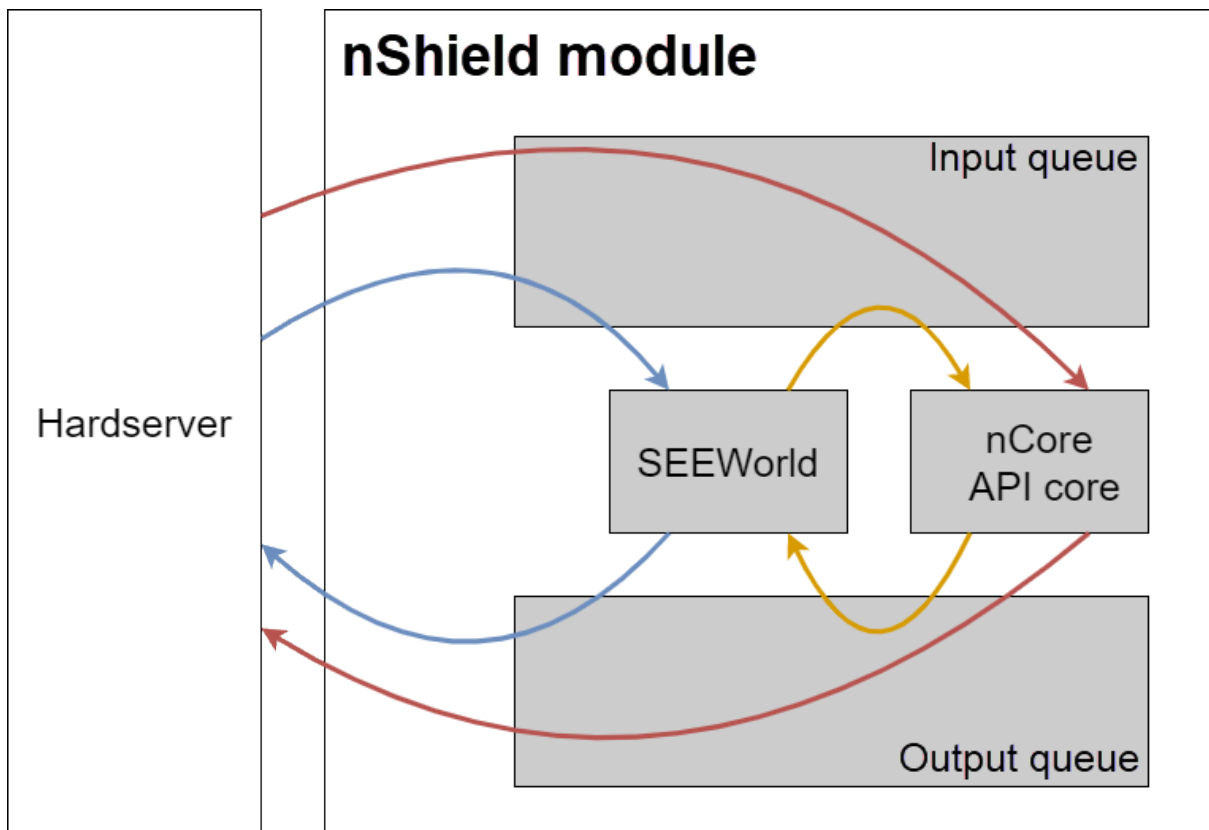 nShield module
Input queue
Hardserver
SEEWorld
nCore
API core
Output queue